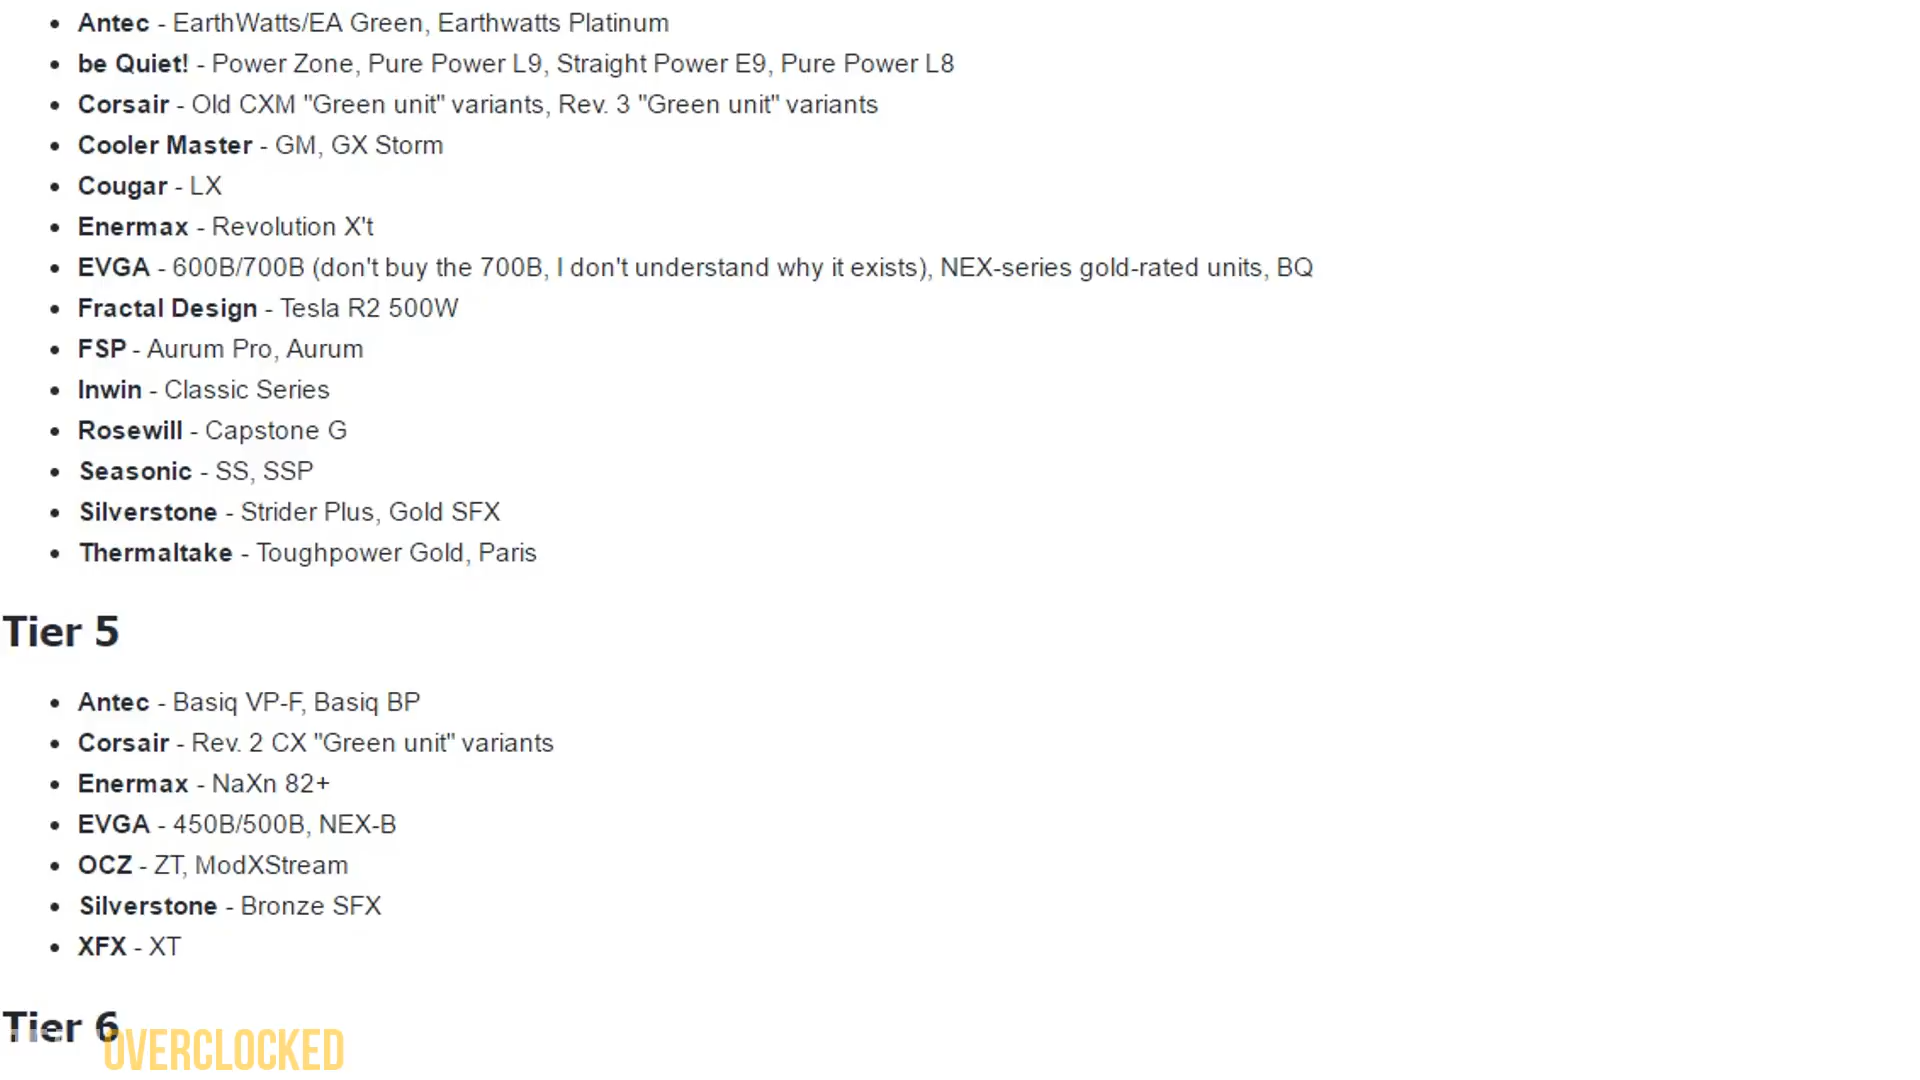 • Antec - EarthWatts/EA Green, Earthwatts Platinum
• be Quiet! - Power Zone, Pure Power L9, Straight Power E9, Pure Power L8
• Corsair - Old CXM "Green unit" variants, Rev. 3 "Green unit" variants
• Cooler Master - GM, GX Storm
• Cougar - LX
• Enermax - Revolution X't
• EVGA - 600B/700B (don't buy the 700B, I don't understand why it exists), NEX-series gold-rated units, BQ
• Fractal Design - Tesla R2 500W
• FSP - Aurum Pro, Aurum
• Inwin - Classic Series
• Rosewill - Capstone G
• Seasonic - SS, SSP
• Silverstone - Strider Plus, Gold SFX
• Thermaltake - Toughpower Gold, Paris
Tier 5
• Antec - Basiq VP-F, Basiq BP
• Corsair - Rev. 2 CX "Green unit" variants
• Enermax - NaXn 82+
• EVGA - 450B/500B, NEX-B
• OCZ - ZT, ModXStream
• Silverstone - Bronze SFX
• XFX - XT
Tier 6
OVERCLOCKED